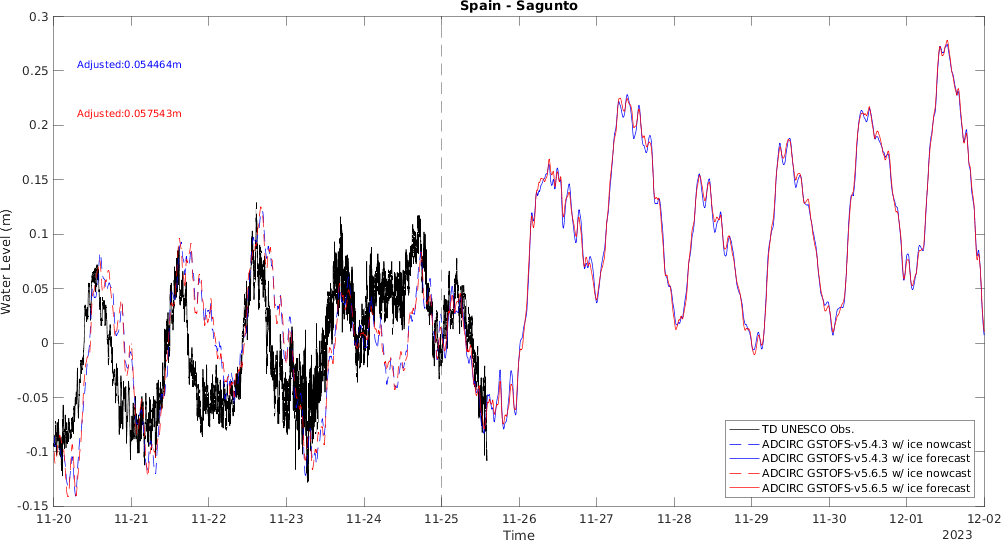 Spain - Sagunto
Adjusted:0.054464m
Adjusted:0.057543m
Water Level (m)
0.3
0.25
0.2
0.15
0.1
0.05
0
-0.05
-0.1
-0.15
TD UNESCO Obs.
ADCIRC GSTOFS-v5.4.3 w/ ice nowcast
ADCIRC GSTOFS-v5.4.3 w/ ice forecast
ADCIRC GSTOFS-v5.6.5 w/ ice nowcast
ADCIRC GSTOFS-v5.6.5 w/ ice forecast
11-20 11-21 11-22 11-23 11-24 11-25 11-26 11-27 11-28 11-29 11-30 12-01 12-02
Time
2023